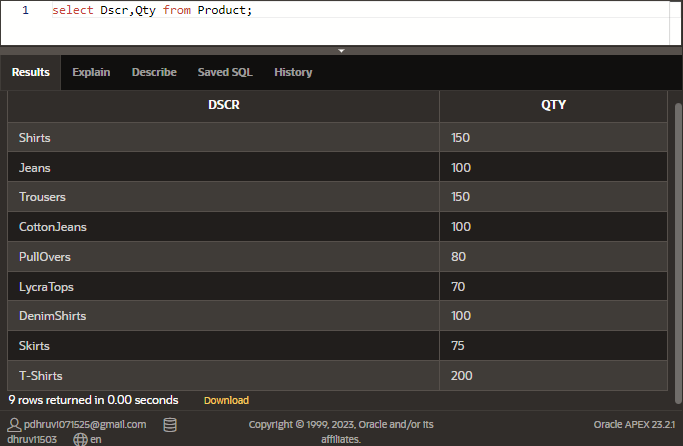 1 select Dscr,Qty from Product;
Results Explain Describe Saved SQL History
DSCR QTY
Shirts 150
Jeans 100
Trousers 150
CottonJeans 100
PullOvers 80
LycraTops 70
DenimShirts 100
Skirts 75
T-Shirts 200
9 rows returned in 0.00 seconds Download
pdhruv1071525@gmail.com Copyright © 1999, 2023, Oracle and/or its Oracle APEX 23.2.1
dhruv11503 en affiliates.